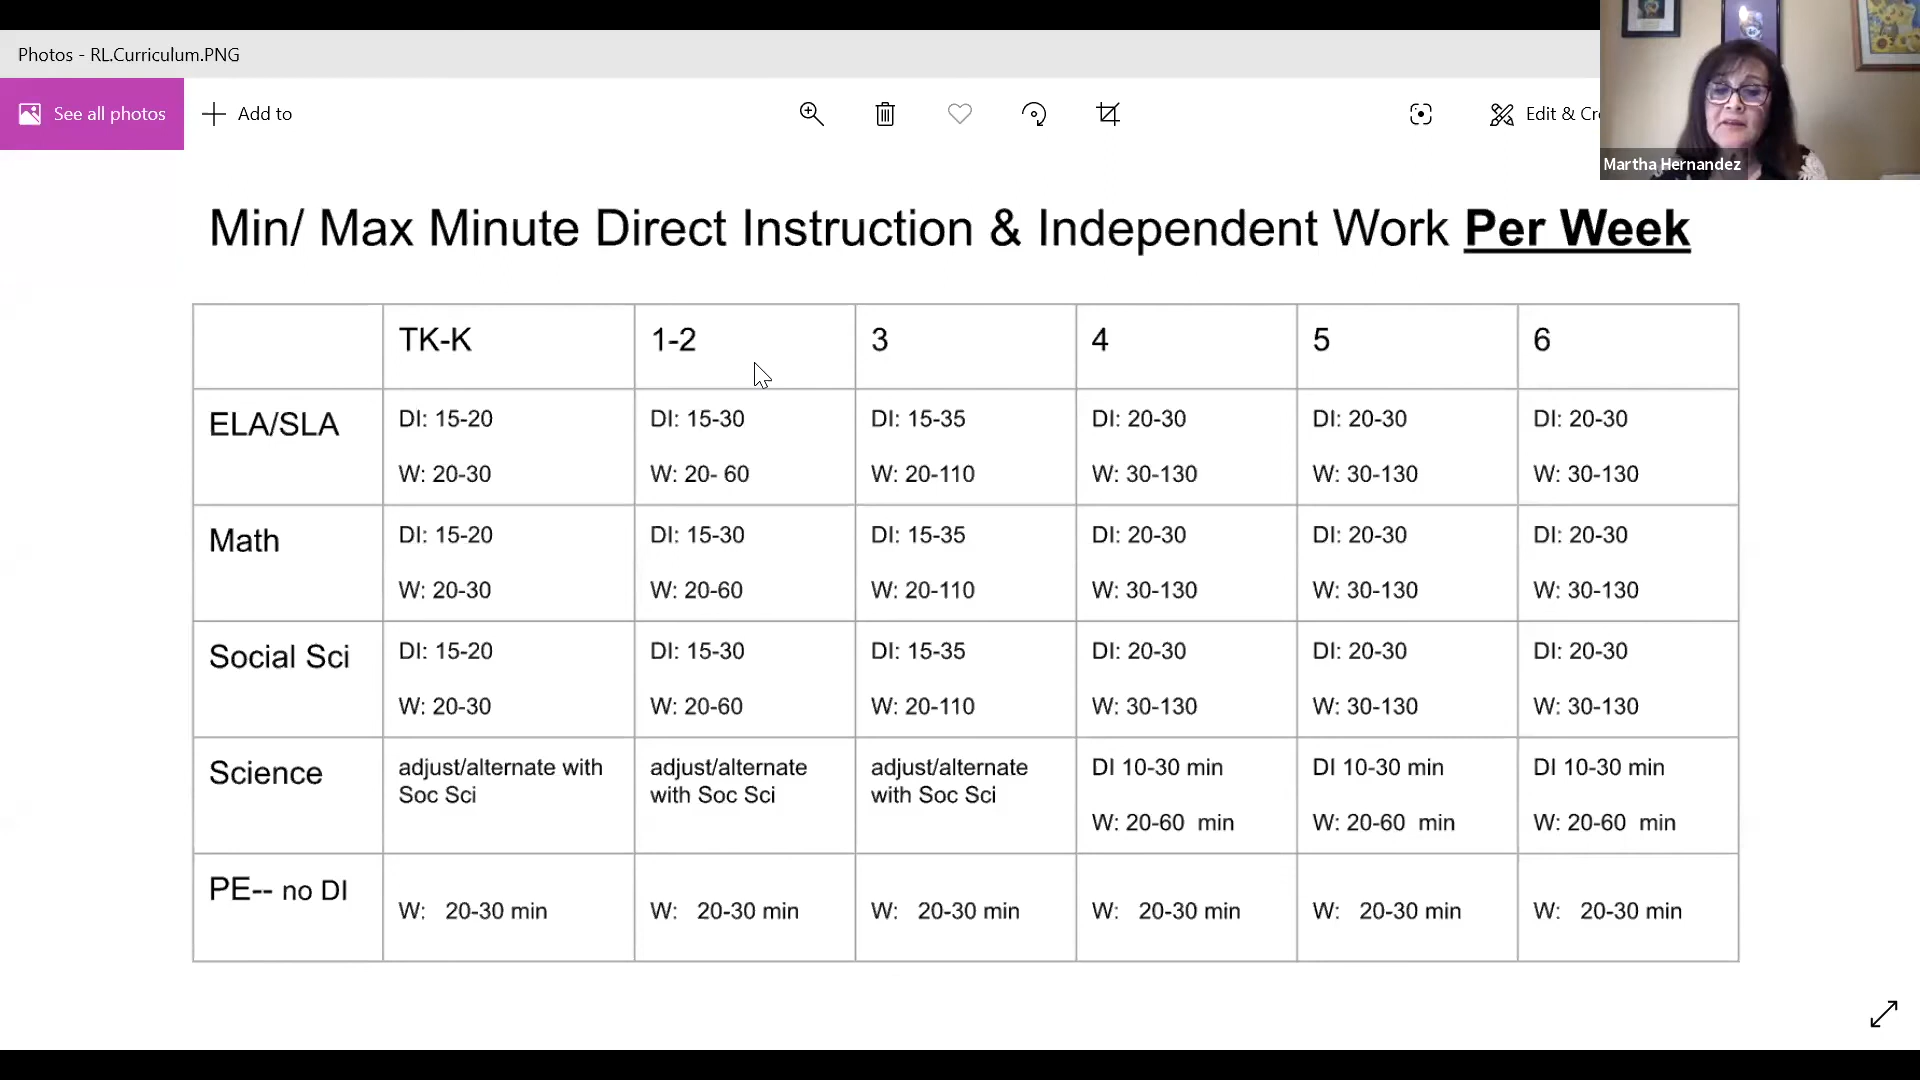 Photos - RL.Curriculum.PNG
See all photos
Add to
Edit & Cr
Martha Hernandez
Min/ Max Minute Direct Instruction & Independent Work Per Week
TK-K 1-2 3 4 5 6
ELA/SLA DI: 15-20 DI: 15-30 DI: 15-35 DI: 20-30 DI: 20-30 DI: 20-30
W: 20-30 W: 20- 60 W: 20-110 W: 30-130 W: 30-130 W: 30-130
Math DI: 15-20 DI: 15-30 DI: 15-35 DI: 20-30 DI: 20-30 DI: 20-30
W: 20-30 W: 20-60 W: 20-110 W: 30-130 W: 30-130 W: 30-130
Social Sci DI: 15-20 DI: 15-30 DI: 15-35 DI: 20-30 DI: 20-30 DI: 20-30
W: 20-30 W: 20-60 W: 20-110 W: 30-130 W: 30-130 W: 30-130
Science adjust/alternate with adjust/alternate adjust/alternate DI 10-30 min DI 10-30 min DI 10-30 min
Soc Sci with Soc Sci with Soc Sci
W: 20-60 min W: 20-60 min W: 20-60 min
PE-- no DI
W: 20-30 min W: 20-30 min W: 20-30 min W: 20-30 min W: 20-30 min W: 20-30 min